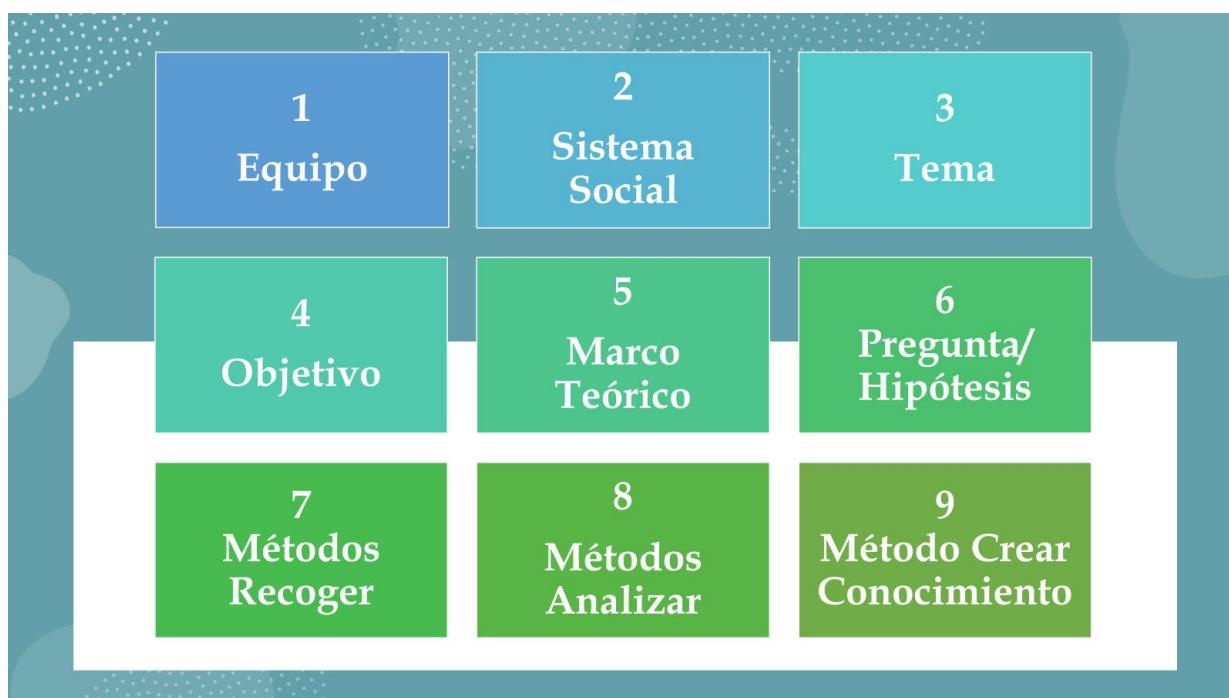 1
Equipo
2
Sistema
Social
3
Tema
4
Objetivo
5
Marco
Teórico
6
Pregunta/
Hipótesis
7
Métodos
Recoger
8
Métodos
Analizar
9
Método Crear
Conocimiento